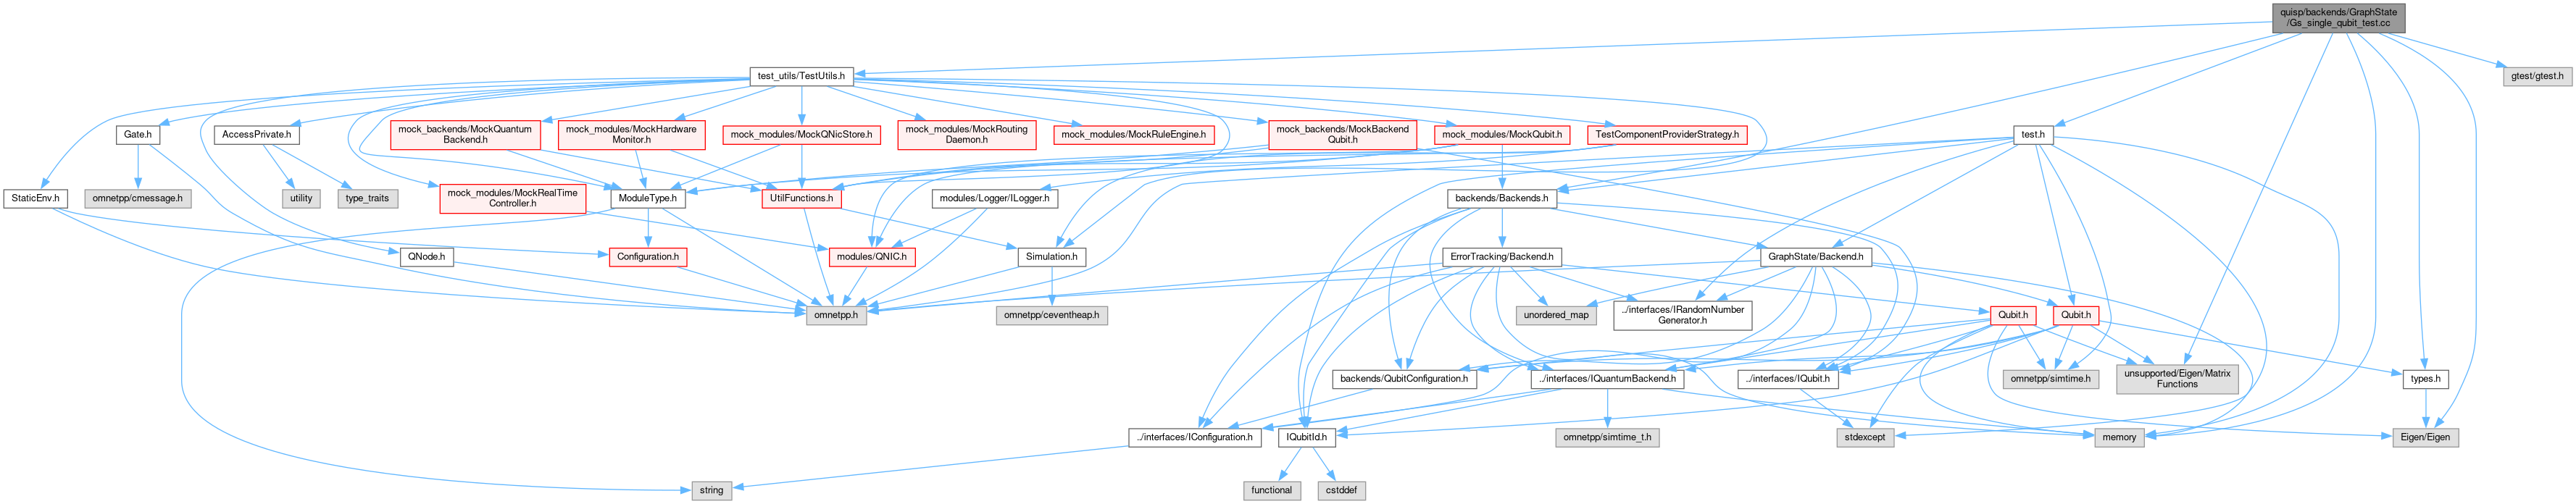 quisp/backends/GraphState
/Gs_single_qubit_test.cc
test_utils/TestUtils.h
gtest/gtest.h
Gate.h
AccessPrivate.h
mock_backends/MockQuantum
Backend.h
mock_modules/MockHardware
Monitor.h
mock_modules/MockQNicStore.h
mock_modules/MockRouting
Daemon.h
mock_modules/MockRuleEngine.h
mock_backends/MockBackend
Qubit.h
mock_modules/MockQubit.h
TestComponentProviderStrategy.h
test.h
StaticEnv.h
omnetpp/cmessage.h
utility
type_traits
mock_modules/MockRealTime
Controller.h
ModuleType.h
UtilFunctions.h
modules/Logger/ILogger.h
backends/Backends.h
QNode.h
Configuration.h
modules/QNIC.h
Simulation.h
ErrorTracking/Backend.h
GraphState/Backend.h
omnetpp.h
omnetpp/ceventheap.h
unordered_map
../interfaces/IRandomNumber
Generator.h
Qubit.h
Qubit.h
backends/QubitConfiguration.h
../interfaces/IQuantumBackend.h
../interfaces/IQubit.h
omnetpp/simtime.h
unsupported/Eigen/Matrix
Functions
types.h
../interfaces/IConfiguration.h
IQubitId.h
omnetpp/simtime_t.h
stdexcept
memory
Eigen/Eigen
string
functional
cstddef